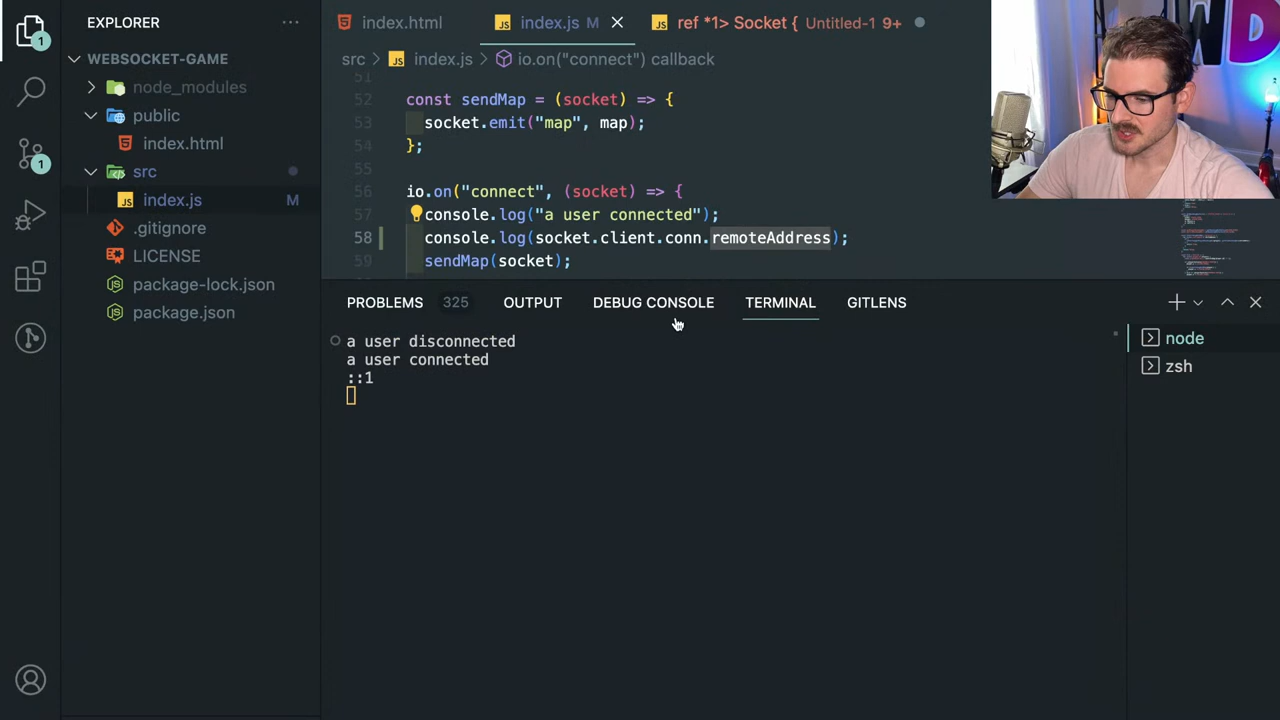 EXPLORER
WEBSOCKET-GAME
node_modules
public
index.html
src
index.js M
.gitignore
LICENSE
package-lock.json
package.json
1
1
index.html
index.js M
ref *1> Socket { Untitled-1 9+
src > index.js > io.on("connect") callback
51
52 const sendMap = (socket) => {
53 socket.emit("map", map);
54 };
55
56 io.on("connect", (socket) => {
57 console.log("a user connected");
58 console.log(socket.client.conn.remoteAddress);
59 sendMap(socket);
PROBLEMS 325 OUTPUT DEBUG CONSOLE TERMINAL GITLENS
a user disconnected
a user connected
::1
node
zsh